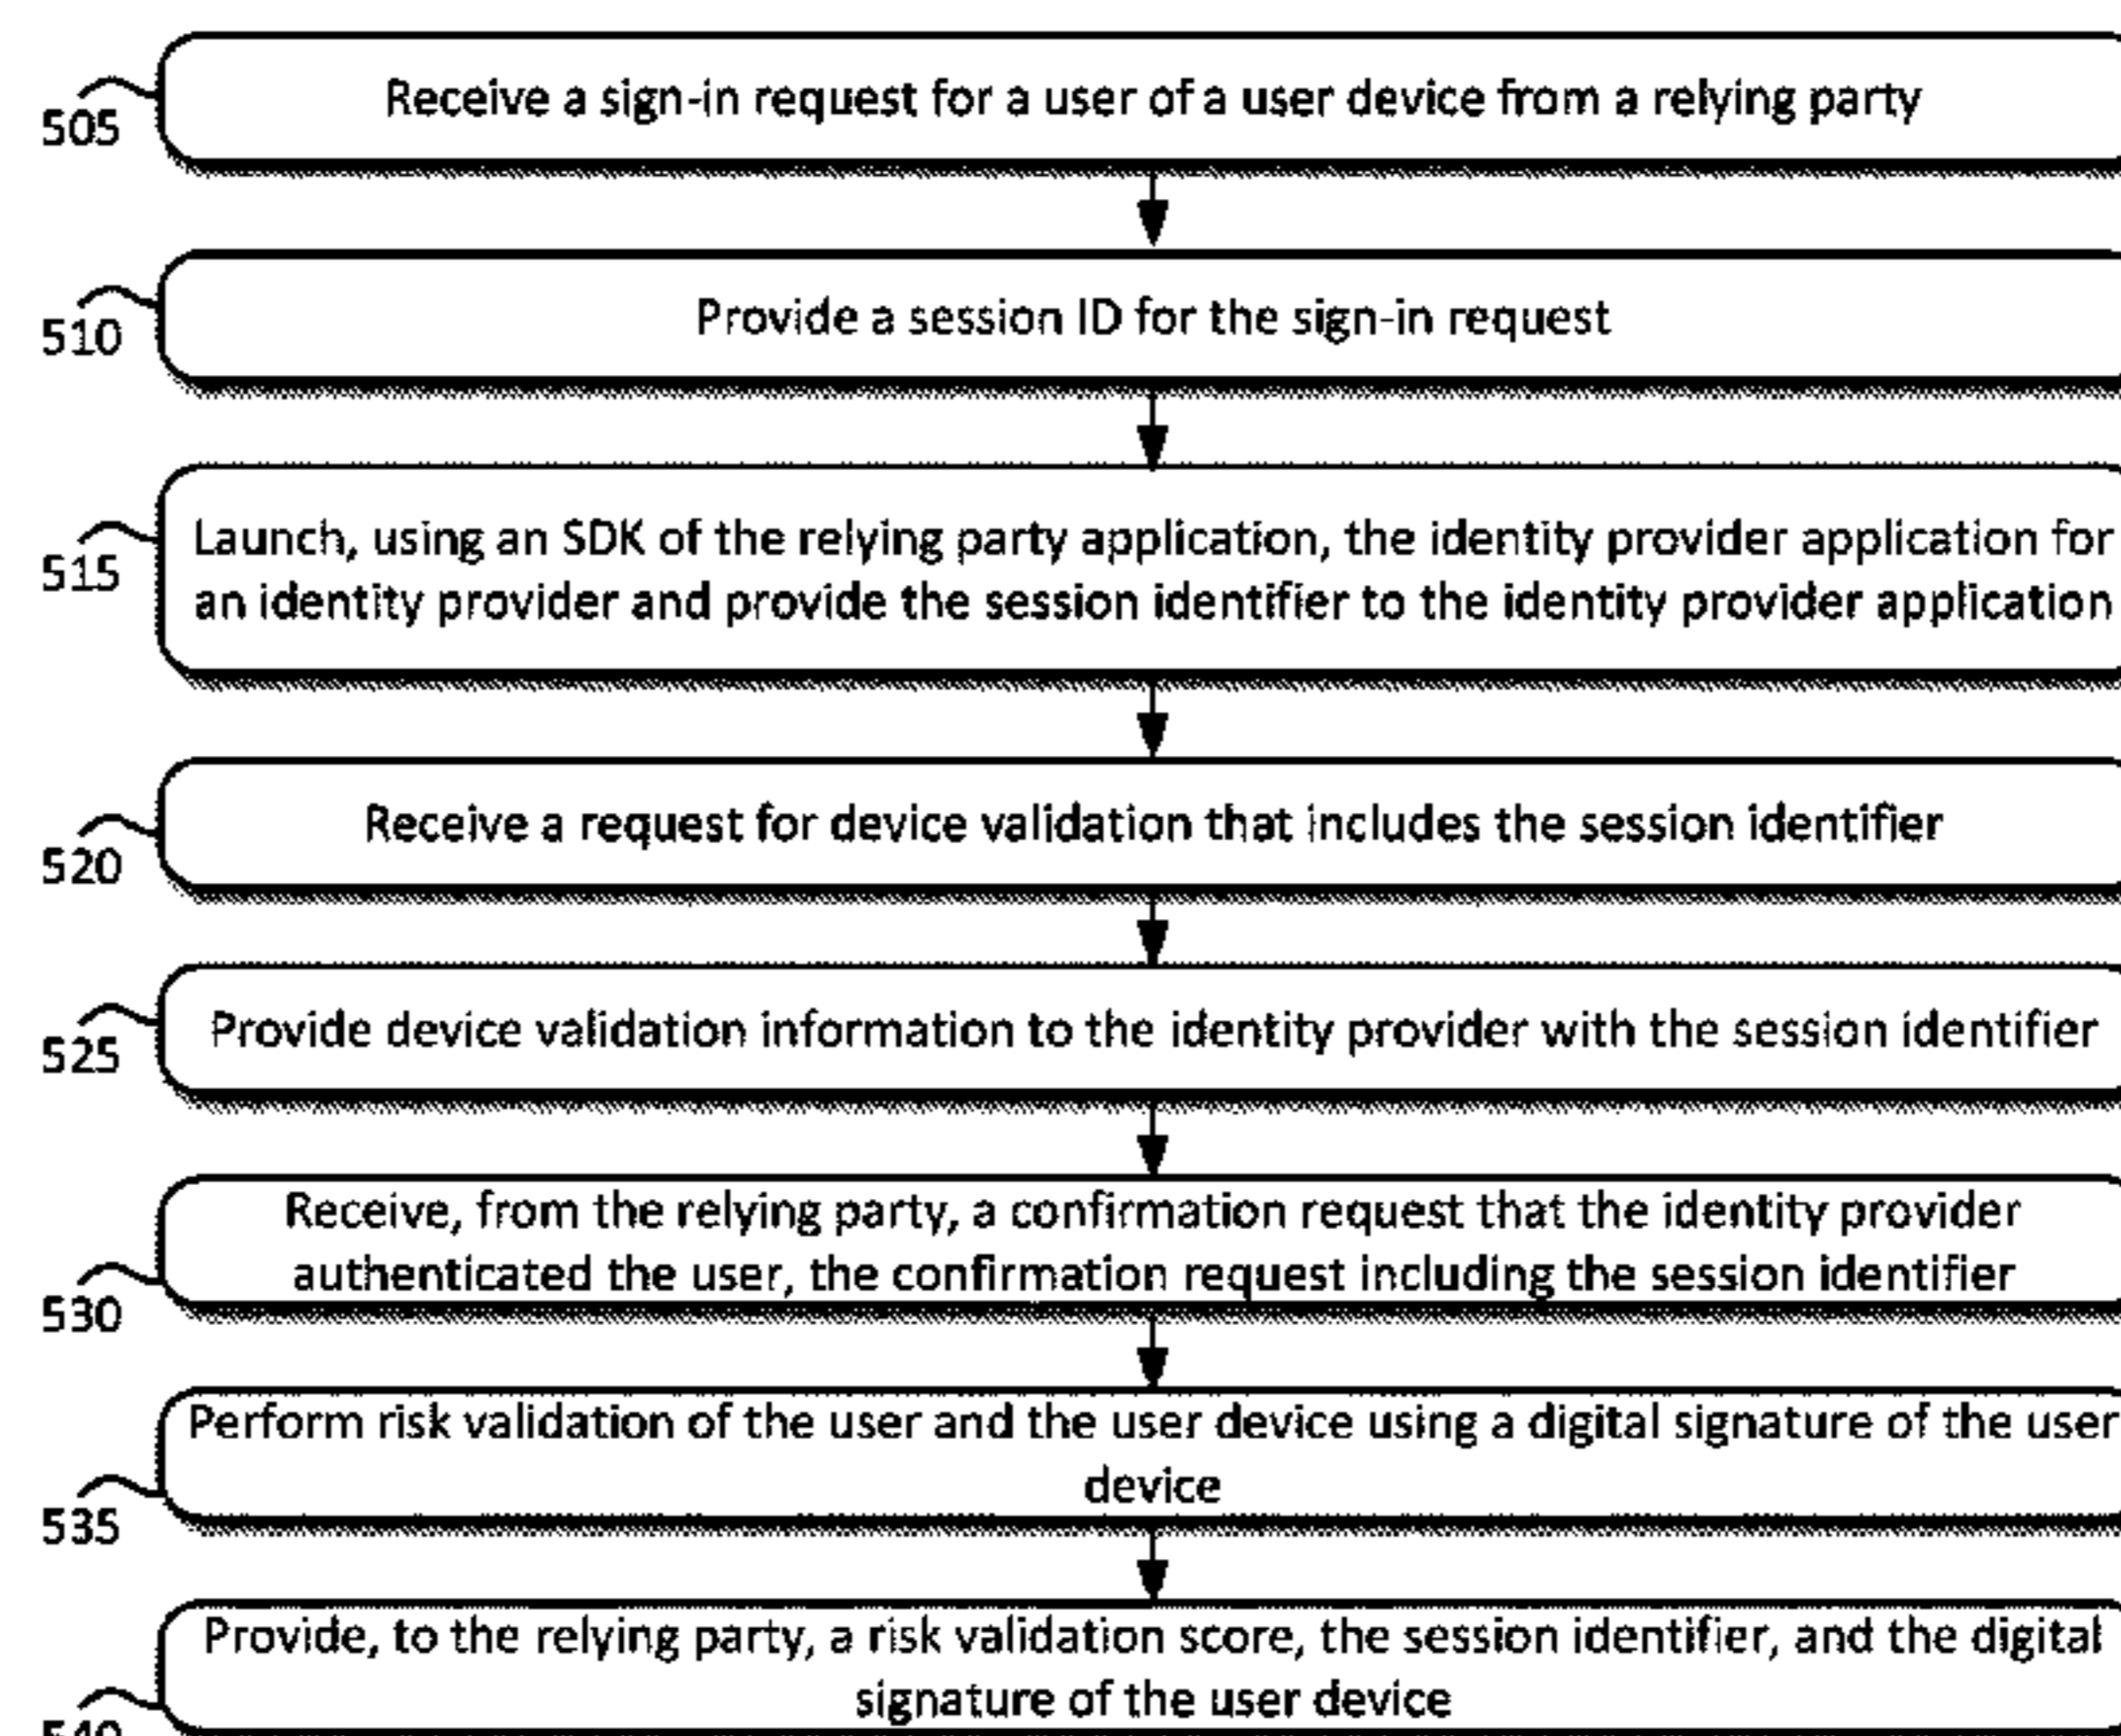 Receive a sign-in request for a user of a user device from a relying party
505
Provide a session ID for the sign-in request
510
Launch, using an SDK of the relying party application, the identity provider application for
an identity provider and provide the session identifier to the identity provider application
515
Receive a request for device validation that includes the session identifier
520
Provide device validation information to the identity provider with the session identifier
525
Receive, from the relying party, a confirmation request that the identity provider
authenticated the user, the confirmation request including the session identifier
530
Perform risk validation of the user and the user device using a digital signature of the user
device
535
Provide, to the relying party, a risk validation score, the session identifier, and the digital
signature of the user device